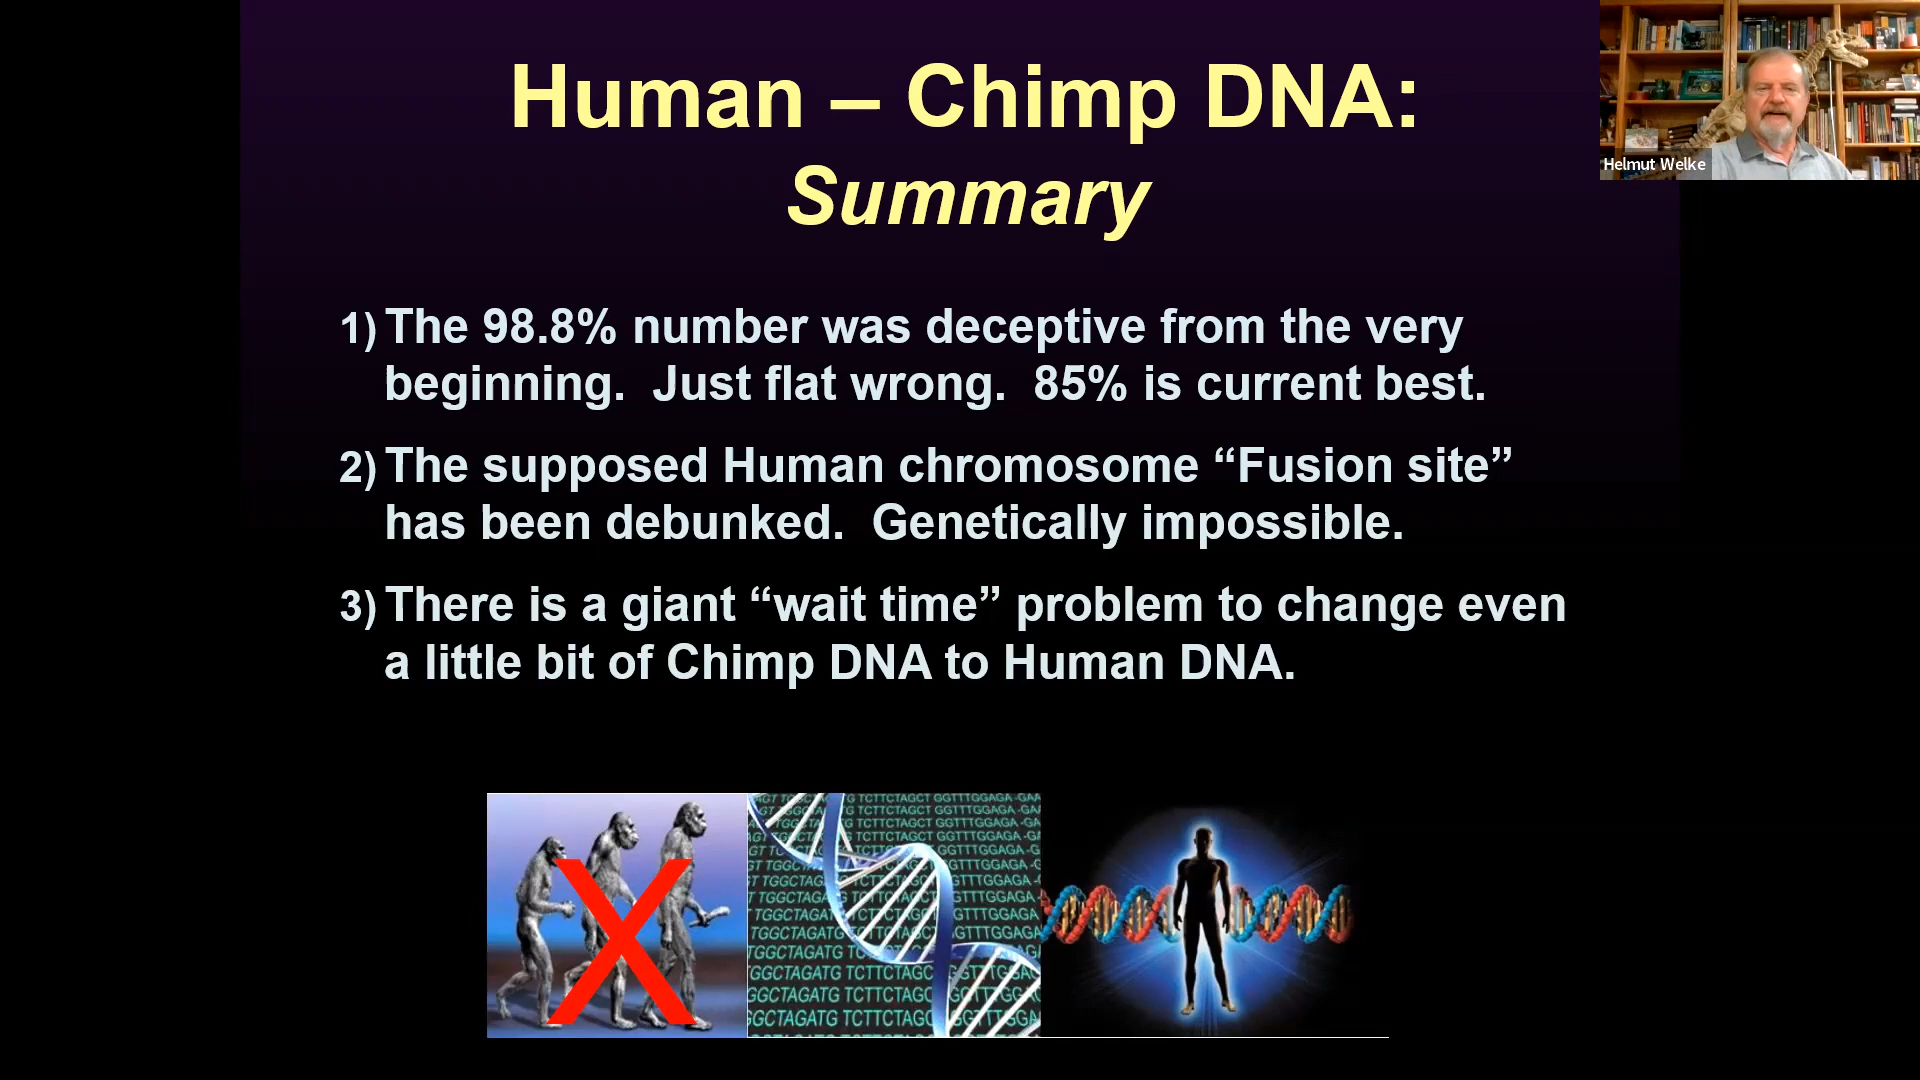 Human – Chimp DNA:
Summary
Helmut Welke
1) The 98.8% number was deceptive from the very
beginning.  Just flat wrong.  85% is current best.
2) The supposed Human chromosome “Fusion site”
has been debunked.  Genetically impossible.
3) There is a giant “wait time” problem to change even
a little bit of Chimp DNA to Human DNA.
X